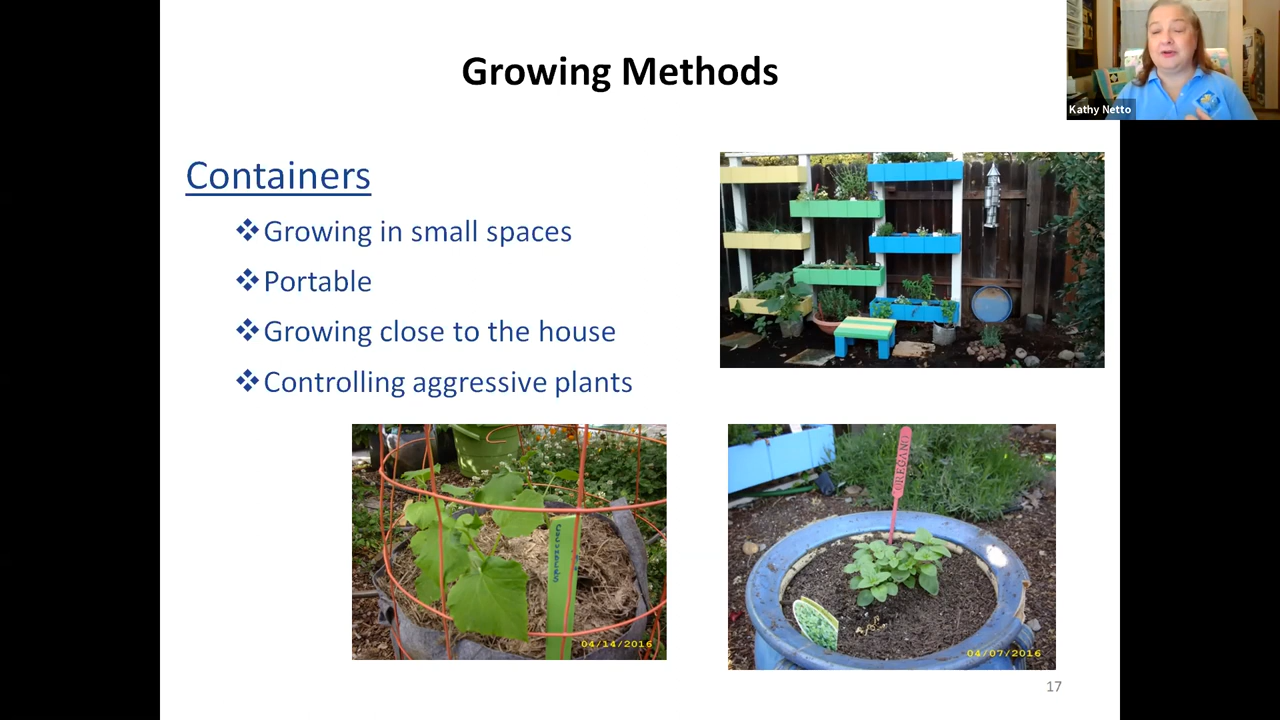 Growing Methods
Kathy Netto
Containers
❖Growing in small spaces
❖Portable
❖Growing close to the house
❖Controlling aggressive plants
OREGANO
04/14/2016
04/07/2016
17